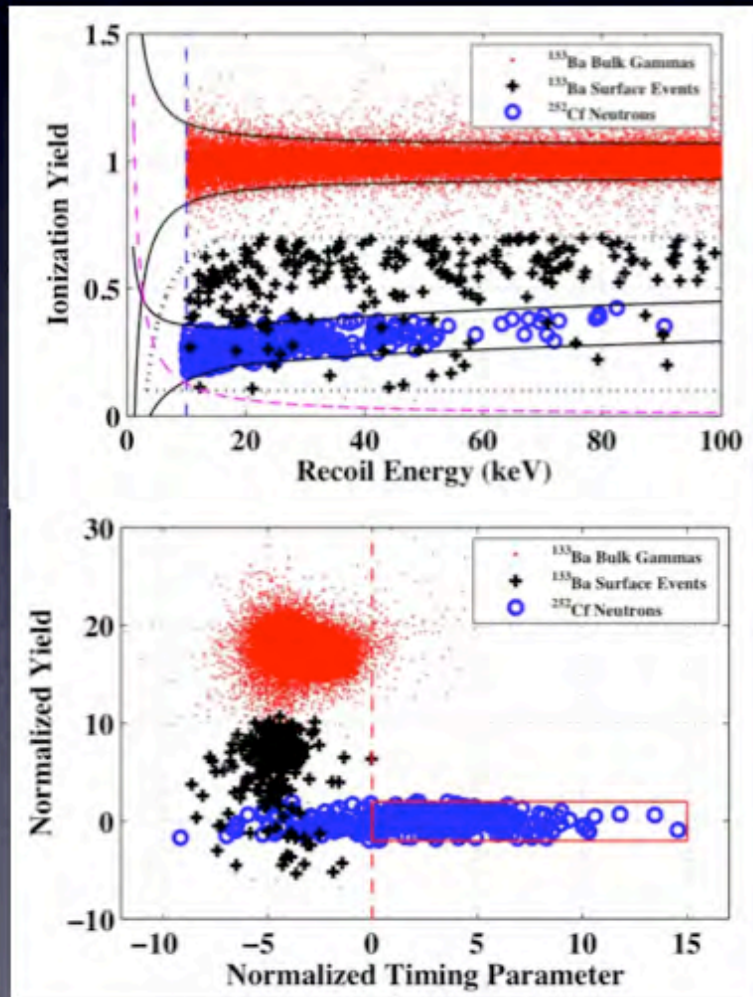 1.5
¹³³Ba Bulk Gammas
¹³³Ba Surface Events
²⁵²Cf Neutrons
1
0.5
0
Ionization Yield
1 20 40 60 80 100
Recoil Energy (keV)
30
¹³³Ba Bulk Gammas
¹³³Ba Surface Events
²⁵²Cf Neutrons
20
10
0
−10
Normalized Yield
−10 −5 0 5 10 15
Normalized Timing Parameter